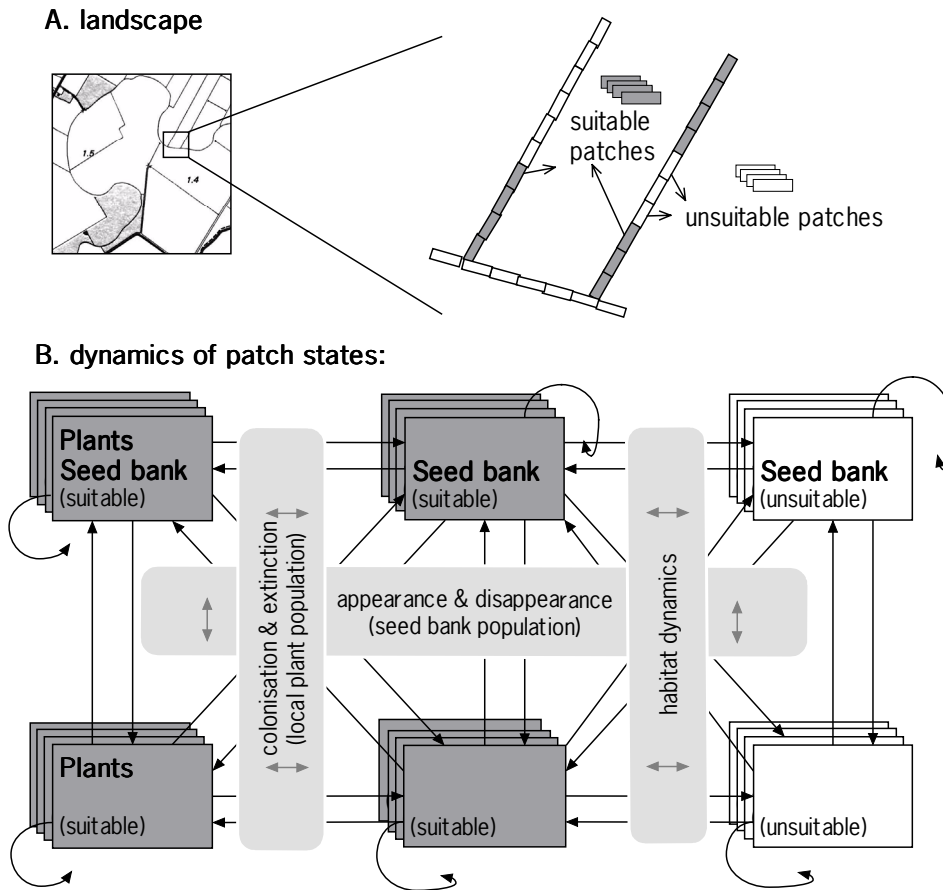 A. landscape
1.5
1.4
suitable
patches
unsuitable patches
B. dynamics of patch states:
Plants
Seed bank
(suitable)
Seed bank
(suitable)
Seed bank
(unsuitable)
colonisation & extinction
(local plant population)
appearance & disappearance
(seed bank population)
habitat dynamics
Plants
(suitable)
(suitable)
(unsuitable)